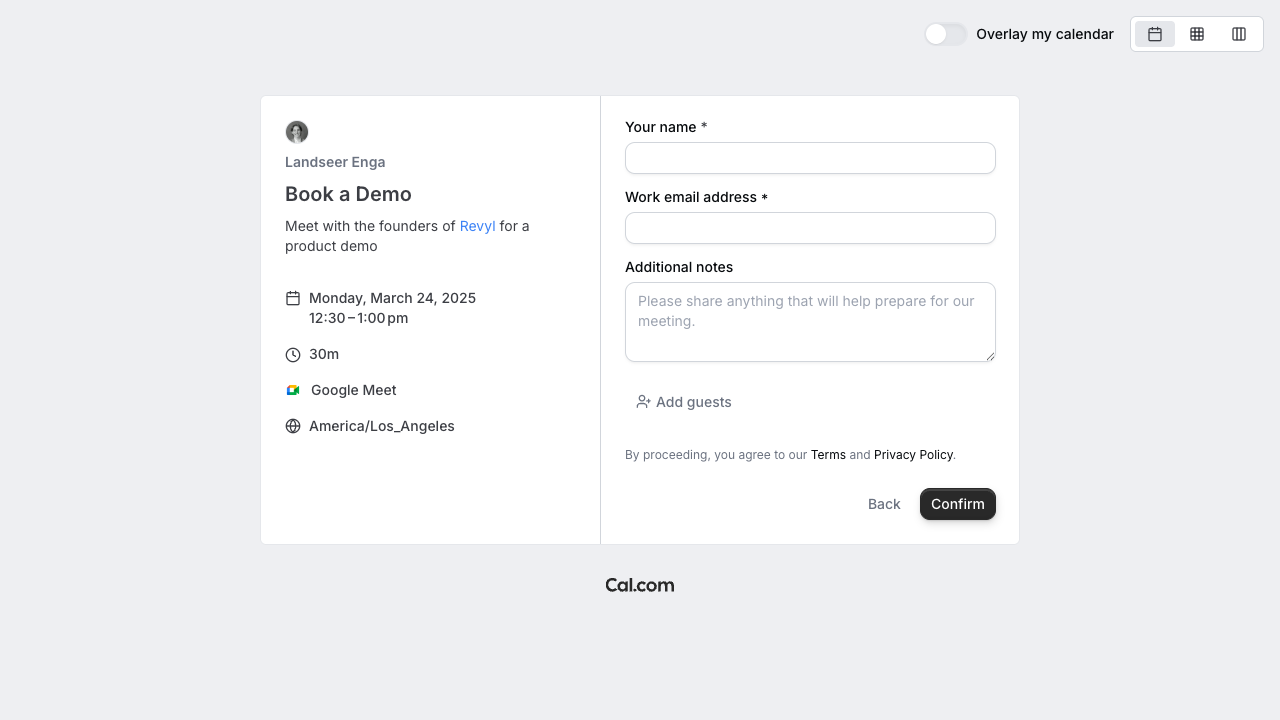 Overlay my calendar
Landseer Enga
Book a Demo
Meet with the founders of Revyl for a
product demo
Monday, March 24, 2025
12:30 – 1:00 pm
30m
Google Meet
America/Los_Angeles
Your name *
Work email address *
Additional notes
Please share anything that will help prepare for our
meeting.
Add guests
By proceeding, you agree to our Terms and Privacy Policy.
Back
Confirm
Cal.com